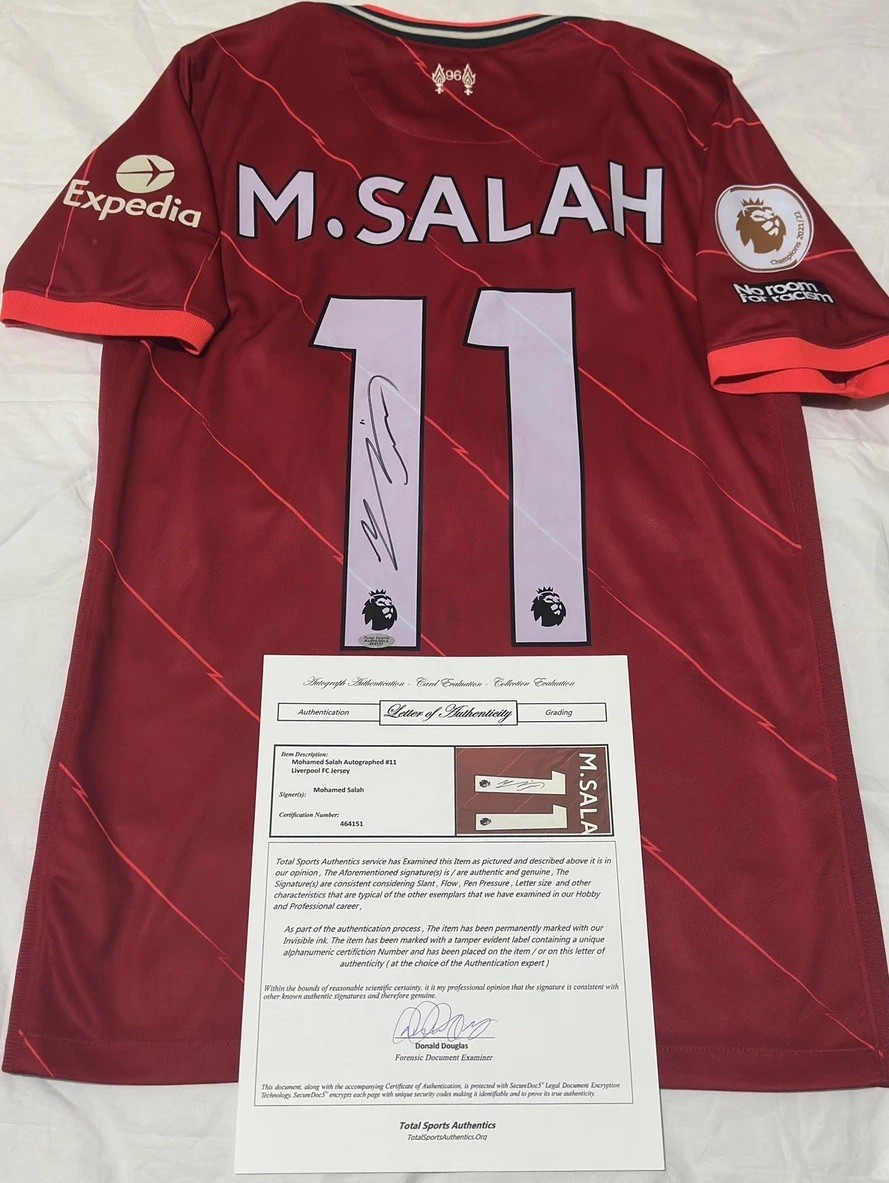 96
Expedia
M.SALAH
Champions 2021/22
No room
For racism
11
Total Sports
Authentics
Autograph Authentication - Card Evaluation - Collection Evaluation
Authentication
Letter of Authenticity
Grading
Item Description:
Mohamed Salah Autographed #11
Liverpool FC Jersey
Signer(s): Mohamed Salah
Certification Number:
464151
M.SALA
11
Total Sports Authentics service has Examined this Item as pictured and described above it is in
our opinion , The Aforementioned signature(s) is / are authentic and genuine , The
Signature(s) are consistent considering Slant , Flow , Pen Pressure , Letter size and other
characteristics that are typical of the other exemplars that we have examined in our Hobby
and Professional career ,
As part of the authentication process , The item has been permanently marked with our
Invisible ink. The item has been marked with a tamper evident label containing a unique
alphanumeric certifiction Number and has been placed on the item / or on this letter of
authenticity ( at the choice of the Authentication expert )
Within the bounds of reasonable scientific certainty, it it my professional opinion that the signature is consistent with
other known authentic signatures and therefore genuine.
Donald Douglas
Forensic Document Examiner
This document, along with the accompanying Certificate of Authentication, is protected with SecureDoc5™ Legal Document Encryption
Technology. SecureDoc5™ encrypts each page with unique security codes making it identifiable and to prove its true authenticity.
Total Sports Authentics
TotalSportsAuthentics.Org